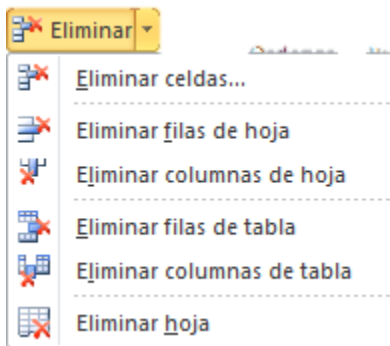 Eliminar
Eliminar celdas...
Eliminar filas de hoja
Eliminar columnas de hoja
Eliminar filas de tabla
Eliminar columnas de tabla
Eliminar hoja